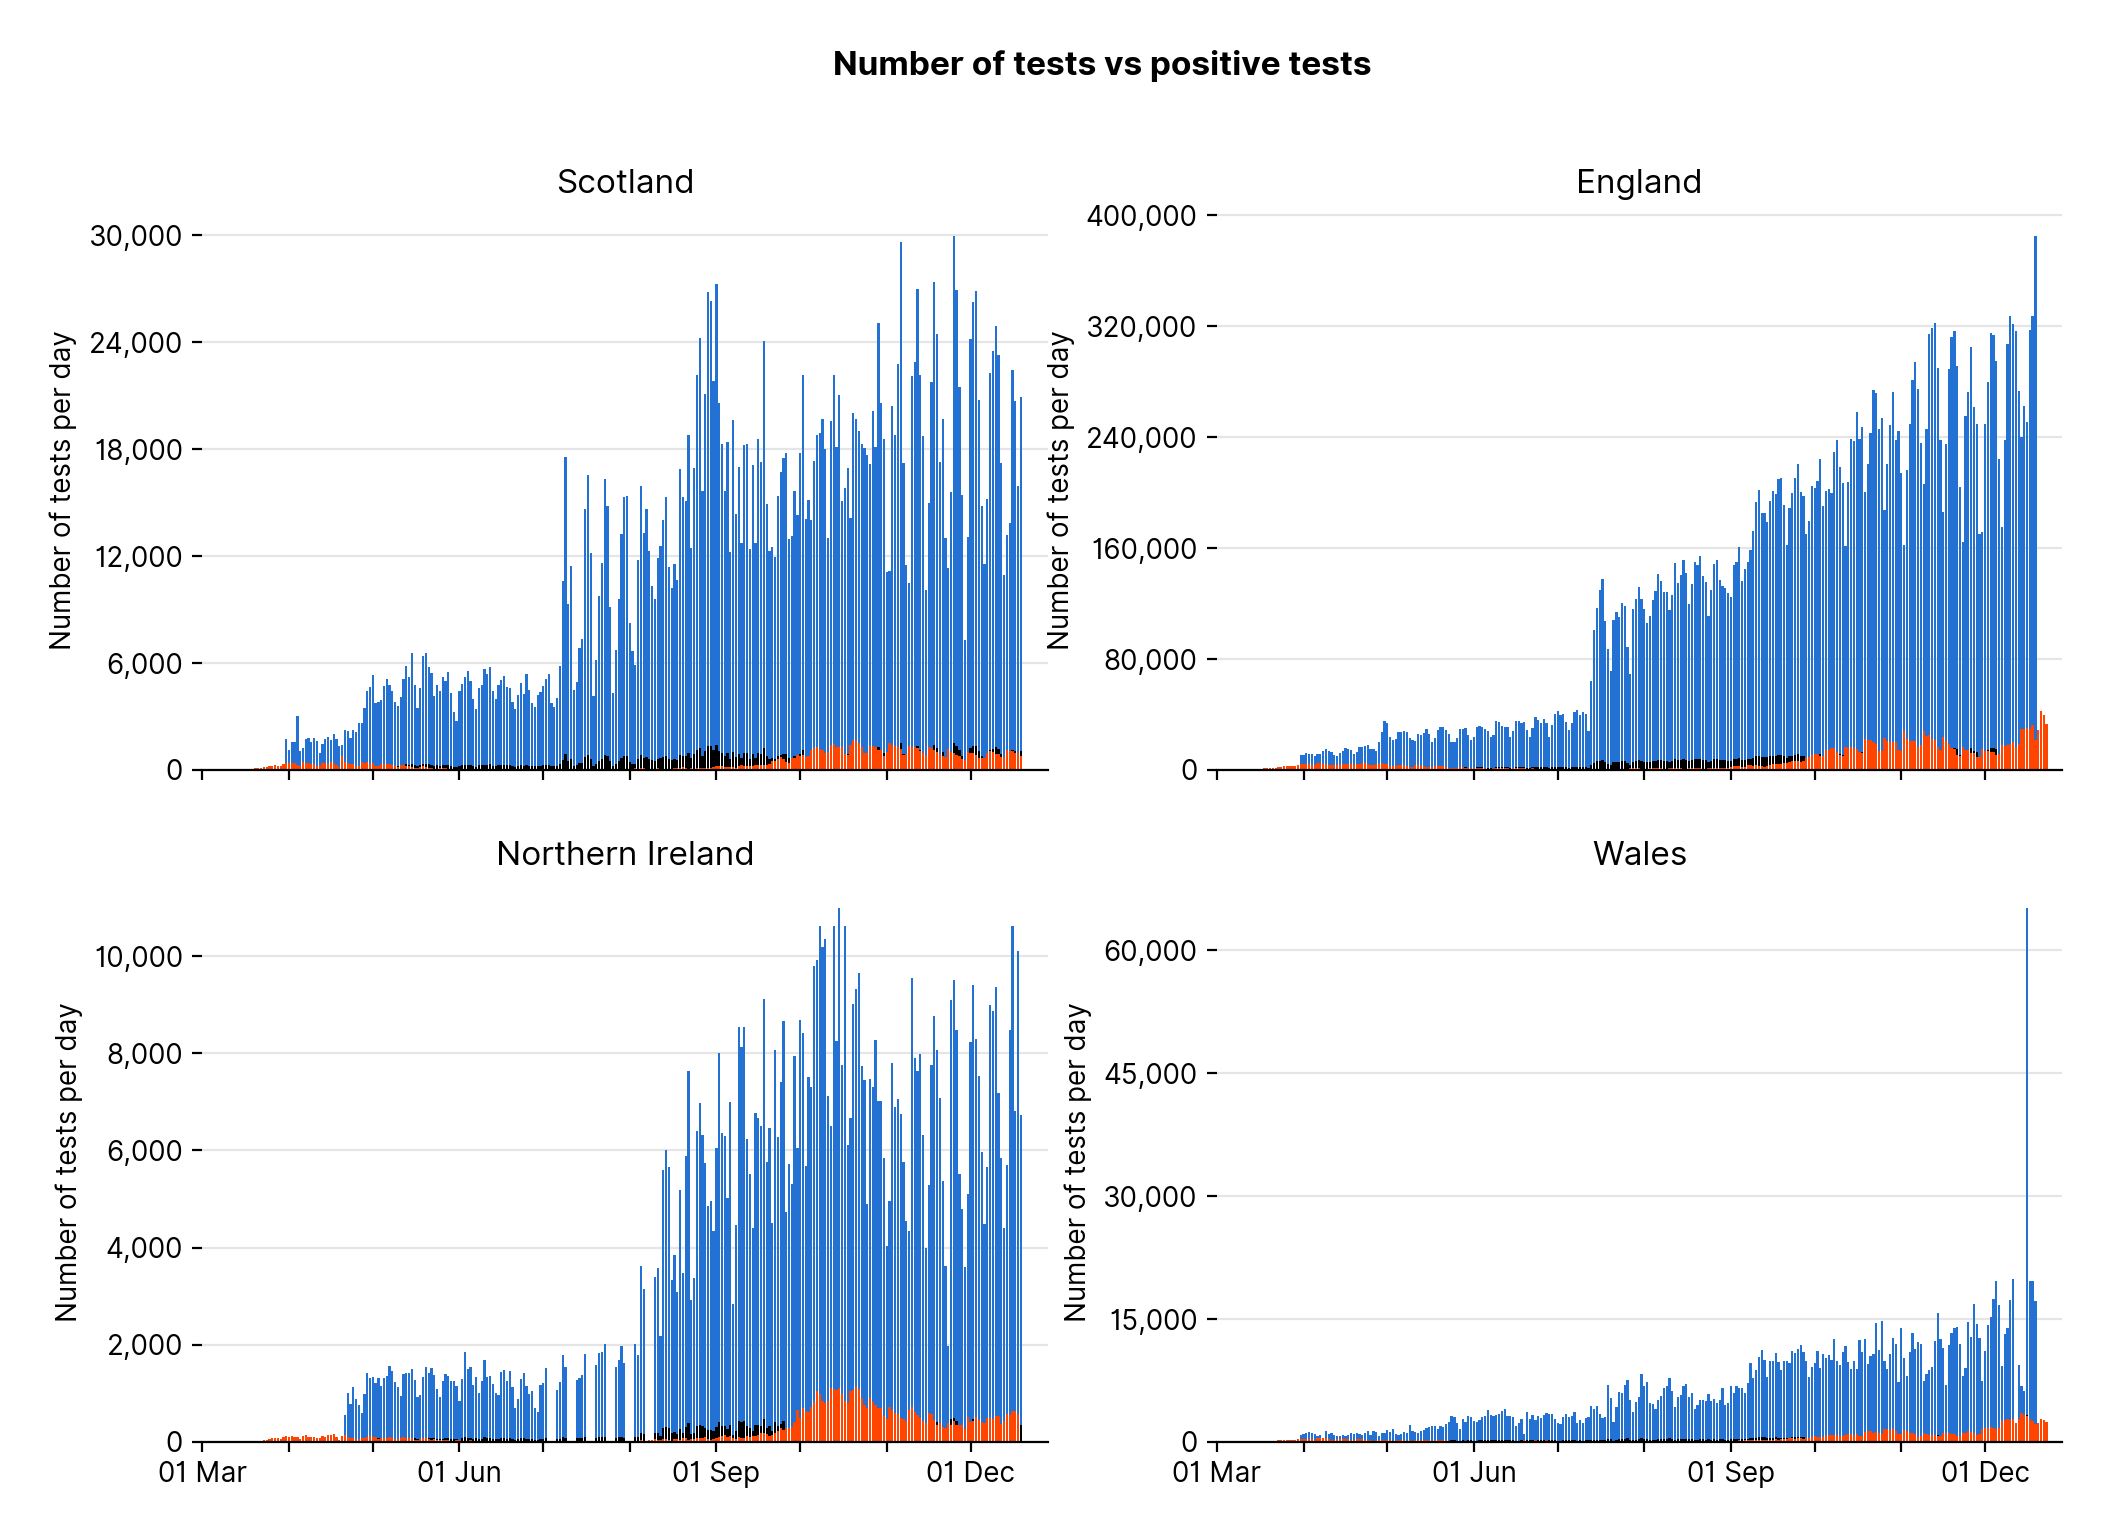 Number of tests vs positive tests
Scotland
30,000
24,000
18,000
12,000
6,000
0
Number of tests per day
England
400,000
320,000
240,000
160,000
80,000
0
Number of tests per day
Northern Ireland
10,000
8,000
6,000
4,000
2,000
0
Number of tests per day
01 Mar
01 Jun
01 Sep
01 Dec
Wales
60,000
45,000
30,000
15,000
0
Number of tests per day
01 Mar
01 Jun
01 Sep
01 Dec